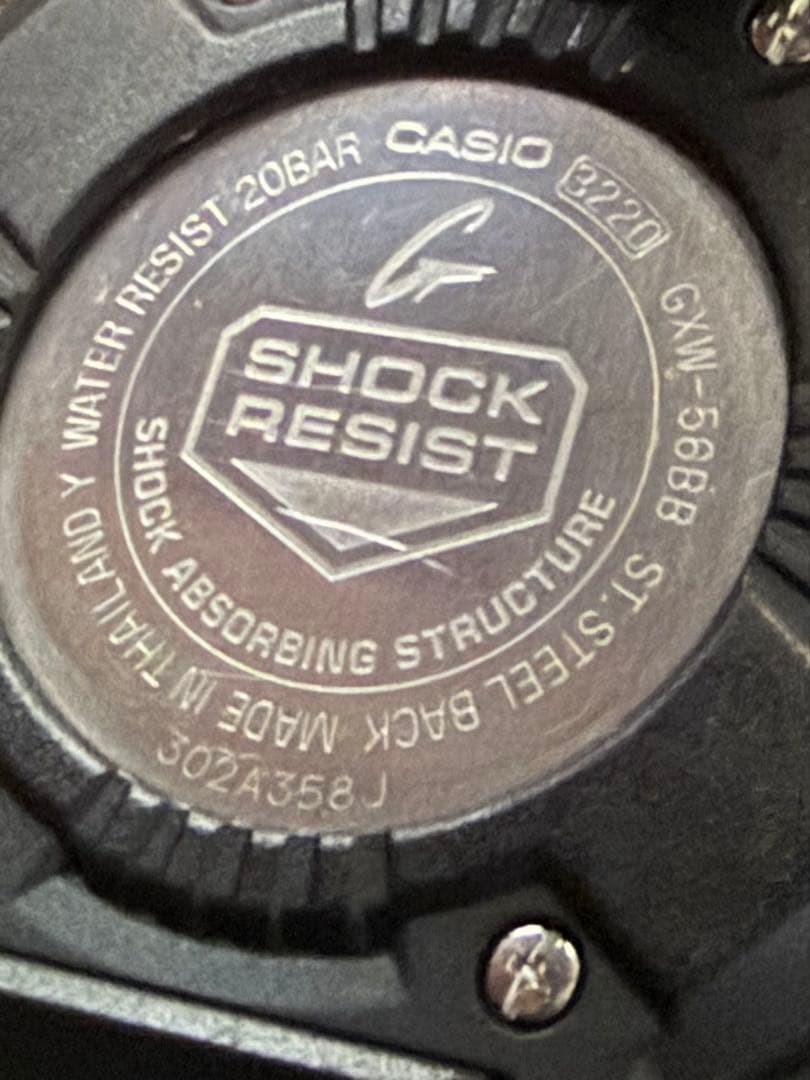 WATER RESIST 20BAR CASIO 3220 GXW-56BB ST.STEEL BACK MADE IN THAILAND Y
G
SHOCK
RESIST
SHOCK ABSORBING STRUCTURE
302A358J